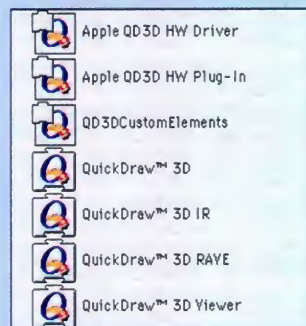 Apple QD3D HW Driver
Apple QD3D HW Plug-In
QD3DCustomElements
QuickDraw™ 3D
QuickDraw™ 3D IR
QuickDraw™ 3D RAVE
QuickDraw™ 3D Viewer